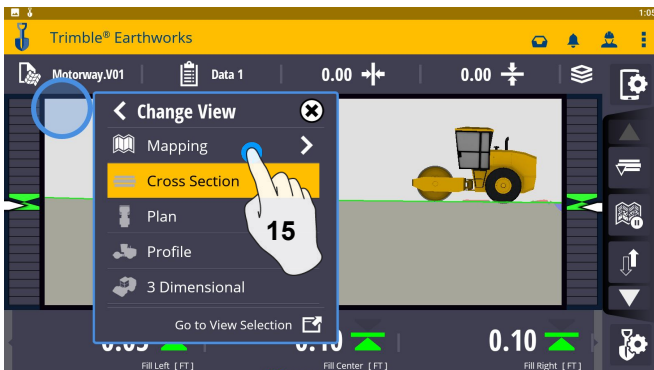 1:05
Trimble® Earthworks
Motorway.V01 Data 1 0.00 0.00
Change View
Mapping
Cross Section
15
Plan
Profile
3 Dimensional
Go to View Selection
0.10
Fill Left [FT] Fill Center [FT] Fill Right [FT]